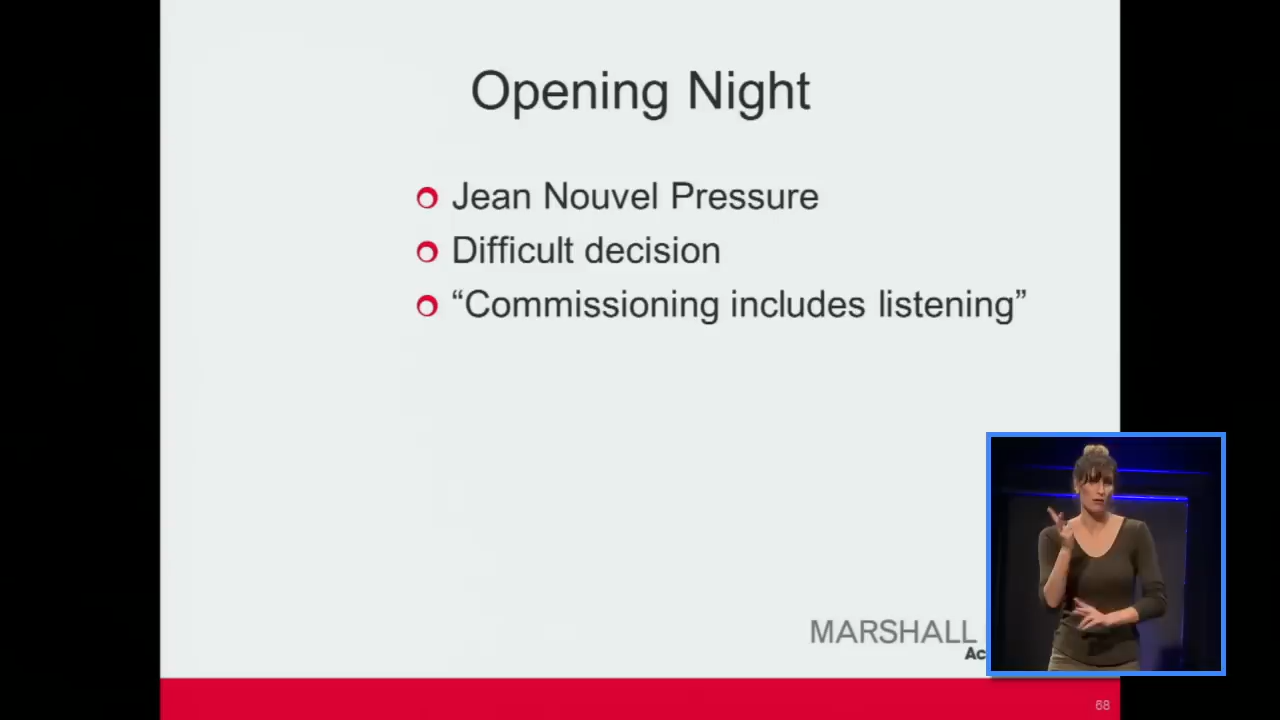 Opening Night
Jean Nouvel Pressure
Difficult decision
“Commissioning includes listening”
MARSHALL
68